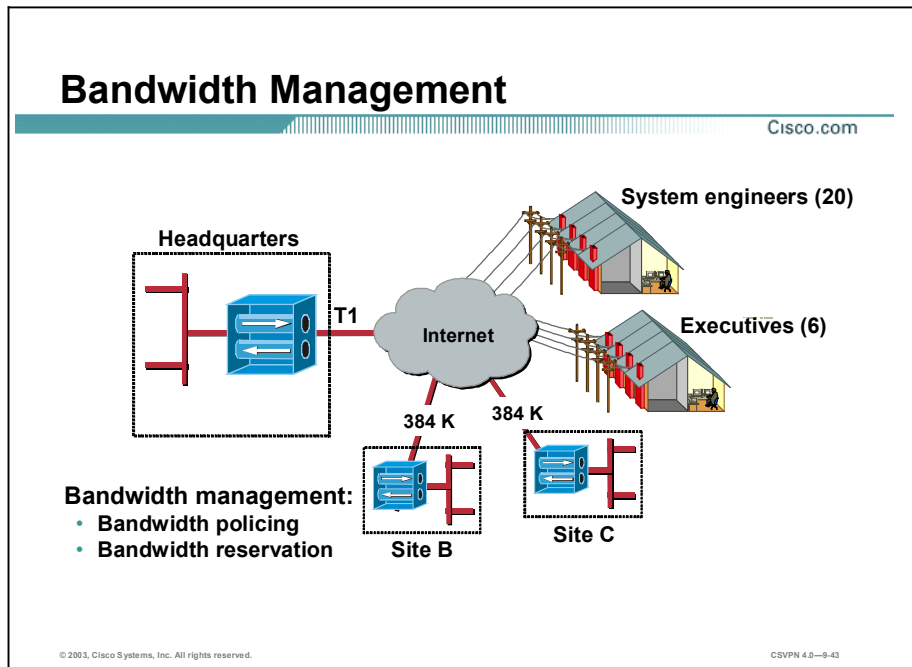 Bandwidth Management
Cisco.com
System engineers (20)
Headquarters
T1
Internet
Executives (6)
384 K
384 K
Bandwidth management:
• Bandwidth policing
• Bandwidth reservation
Site B
Site C
© 2003, Cisco Systems, Inc. All rights reserved.
CSVPN 4.0—9-43